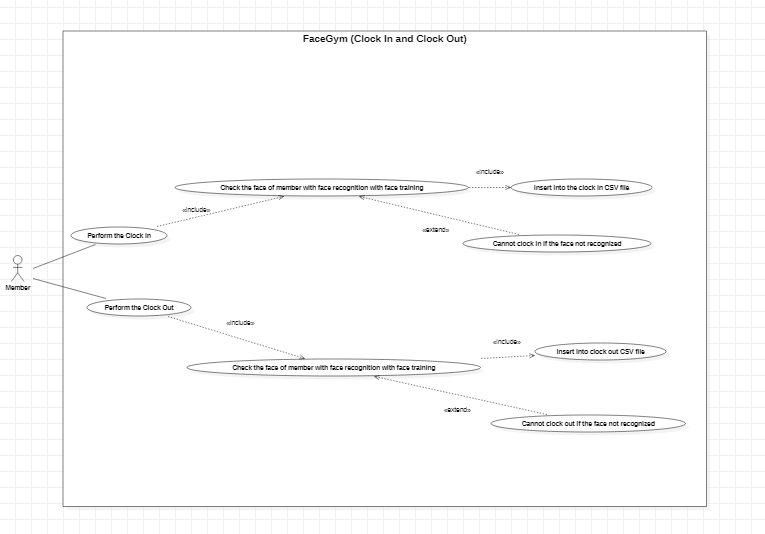 FaceGym (Clock In and Clock Out)
«include»
Check the face of member with face recognition with face training
Insert into the clock in CSV file
«include»
«extend»
Perform the Clock In
Cannot clock in if the face not recognized
Member
Perform the Clock Out
«include»
«include»
Insert into clock out CSV file
Check the face of member with face recognition with face training
«extend»
Cannot clock out if the face not recognized